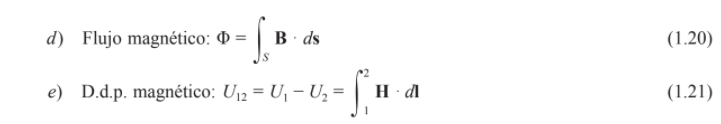 d) Flujo magnético: Φ = ∫_S B · ds (1.20)
e) D.d.p. magnético: U₁₂ = U₁ − U₂ = ∫₁² H · dl (1.21)